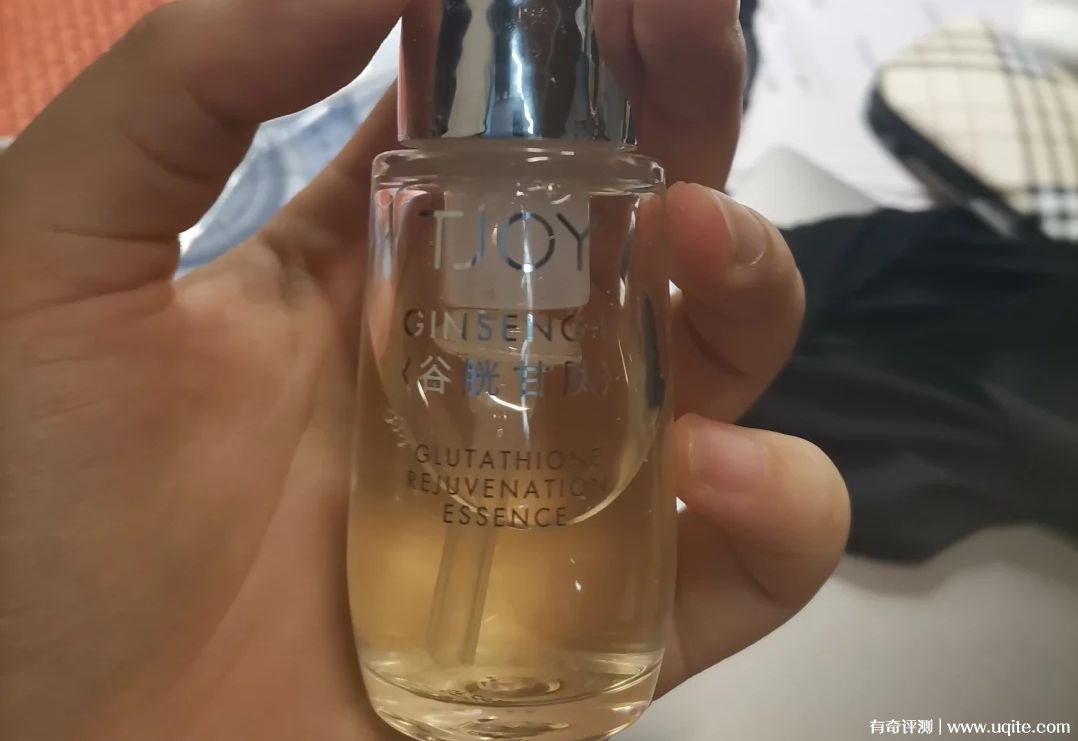 TJOY
GINSENG
〈谷胱甘肽〉
GLUTATHIONE
REJUVENATION
ESSENCE
有奇评测 | www.uqite.com